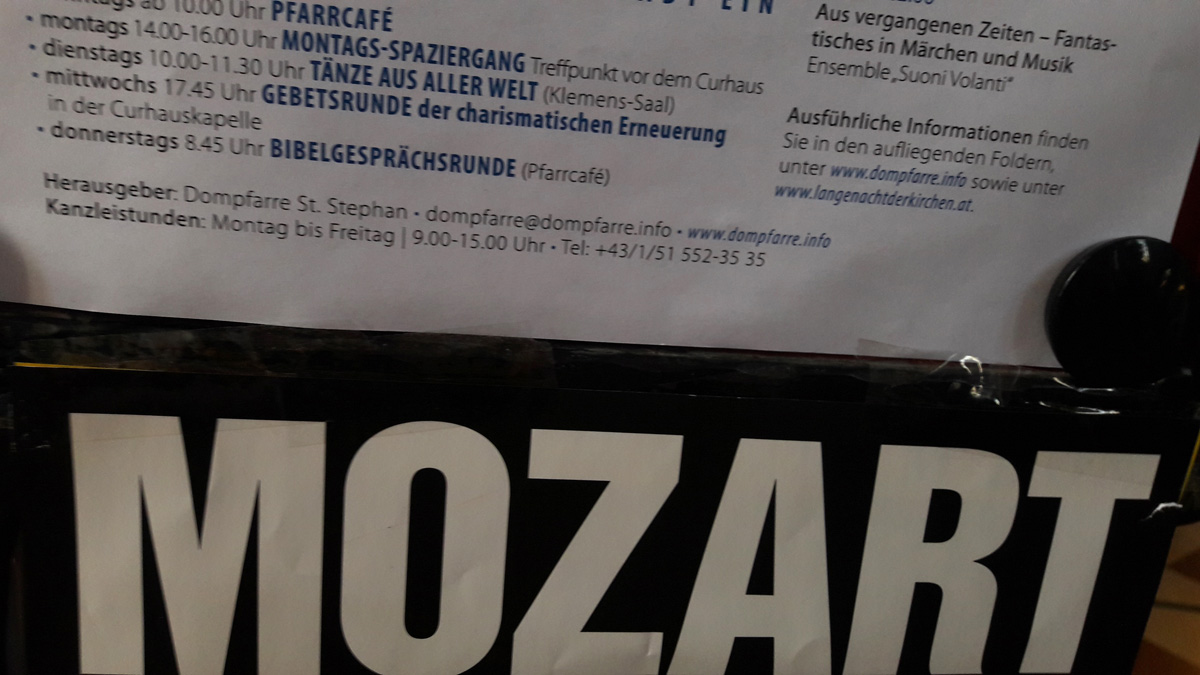 ab 10.00 Uhr PFARRCAFÉ
• montags 14.00-16.00 Uhr MONTAGS-SPAZIERGANG Treffpunkt vor dem Curhaus
• dienstags 10.00-11.30 Uhr TÄNZE AUS ALLER WELT (Klemens-Saal)
• mittwochs 17.45 Uhr GEBETSRUNDE der charismatischen Erneuerung
in der Curhauskapelle
• donnerstags 8.45 Uhr BIBELGESPRÄCHSRUNDE (Pfarrcafé)
Herausgeber: Dompfarre St. Stephan • dompfarre@dompfarre.info • www.dompfarre.info
Kanzleistunden: Montag bis Freitag | 9.00-15.00 Uhr • Tel: +43/1/51 552-35 35
Aus vergangenen Zeiten – Fantas-
tisches in Märchen und Musik
Ensemble „Suoni Volanti“
Ausführliche Informationen finden
Sie in den aufliegenden Foldern,
unter www.dompfarre.info sowie unter
www.langenachtderkirchen.at.
MOZART